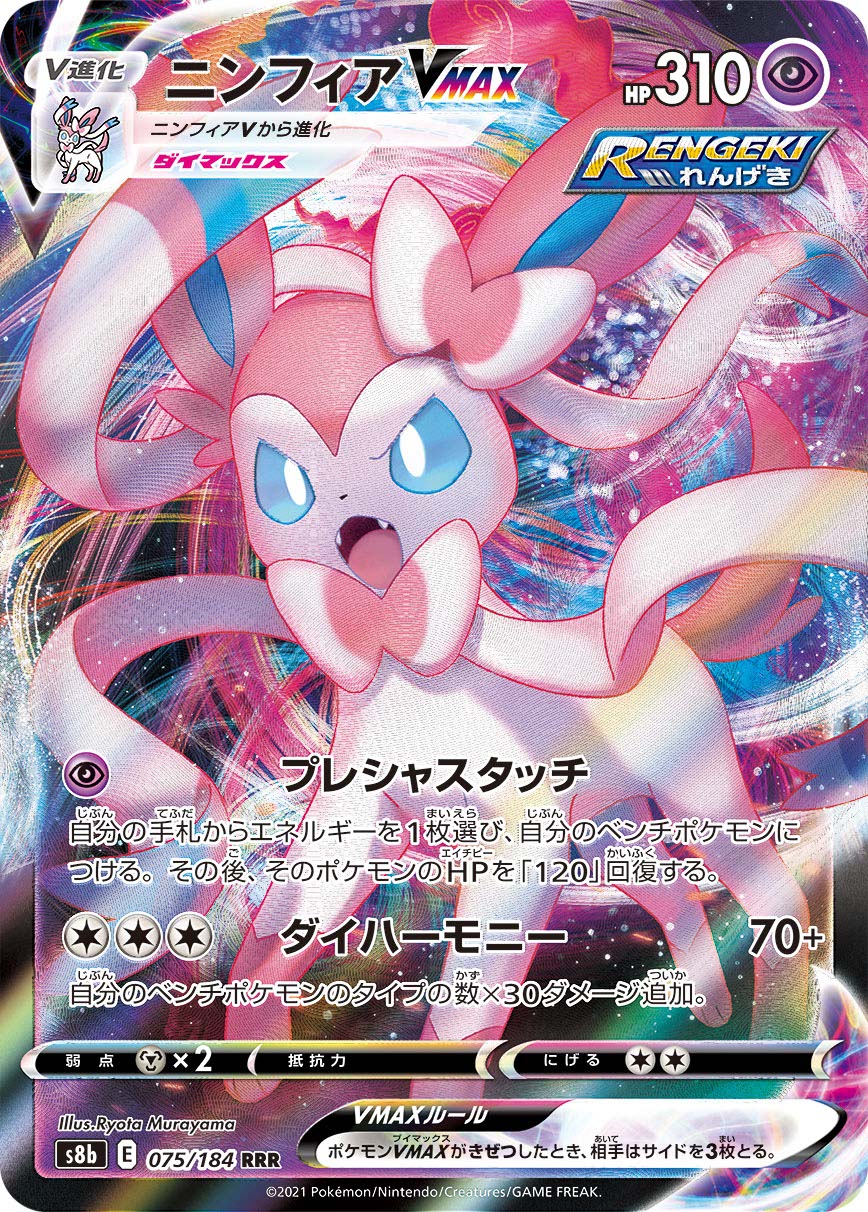 V進化
ニンフィアVMAX
HP310
ニンフィアVから進化
ダイマックス
RENGEKI
れんげき
プレシャスタッチ
自分の手札からエネルギーを1枚選び、自分のベンチポケモンに
つける。その後、そのポケモンのHPを「120」回復する。
ダイハーモニー 70+
自分のベンチポケモンのタイプの数×30ダメージ追加。
弱点 ×2 抵抗力 にげる
Illus.Ryota Murayama
VMAXルール
ポケモンVMAXがきぜつしたとき、相手はサイドを3枚とる。
s8b E 075/184 RRR
©2021 Pokémon/Nintendo/Creatures/GAME FREAK.